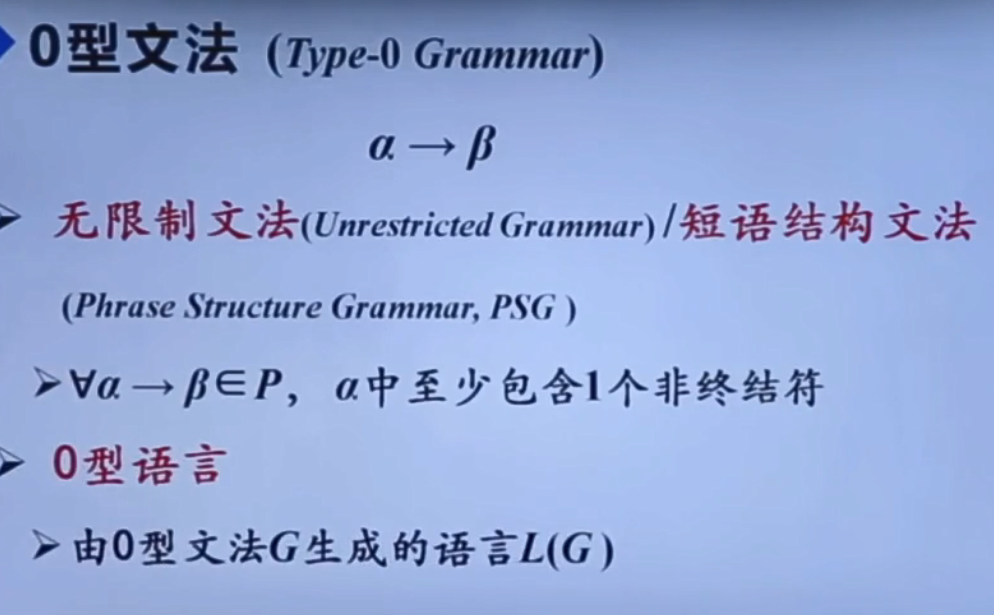 0型文法 (Type-0 Grammar)
α → β
无限制文法(Unrestricted Grammar) /短语结构文法
(Phrase Structure Grammar, PSG )
∀α → β∈P，α中至少包含1个非终结符
0型语言
由0型文法G生成的语言L(G )